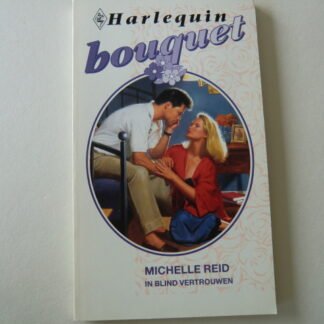 Harlequin
bouquet
MICHELLE REID
IN BLIND VERTROUWEN